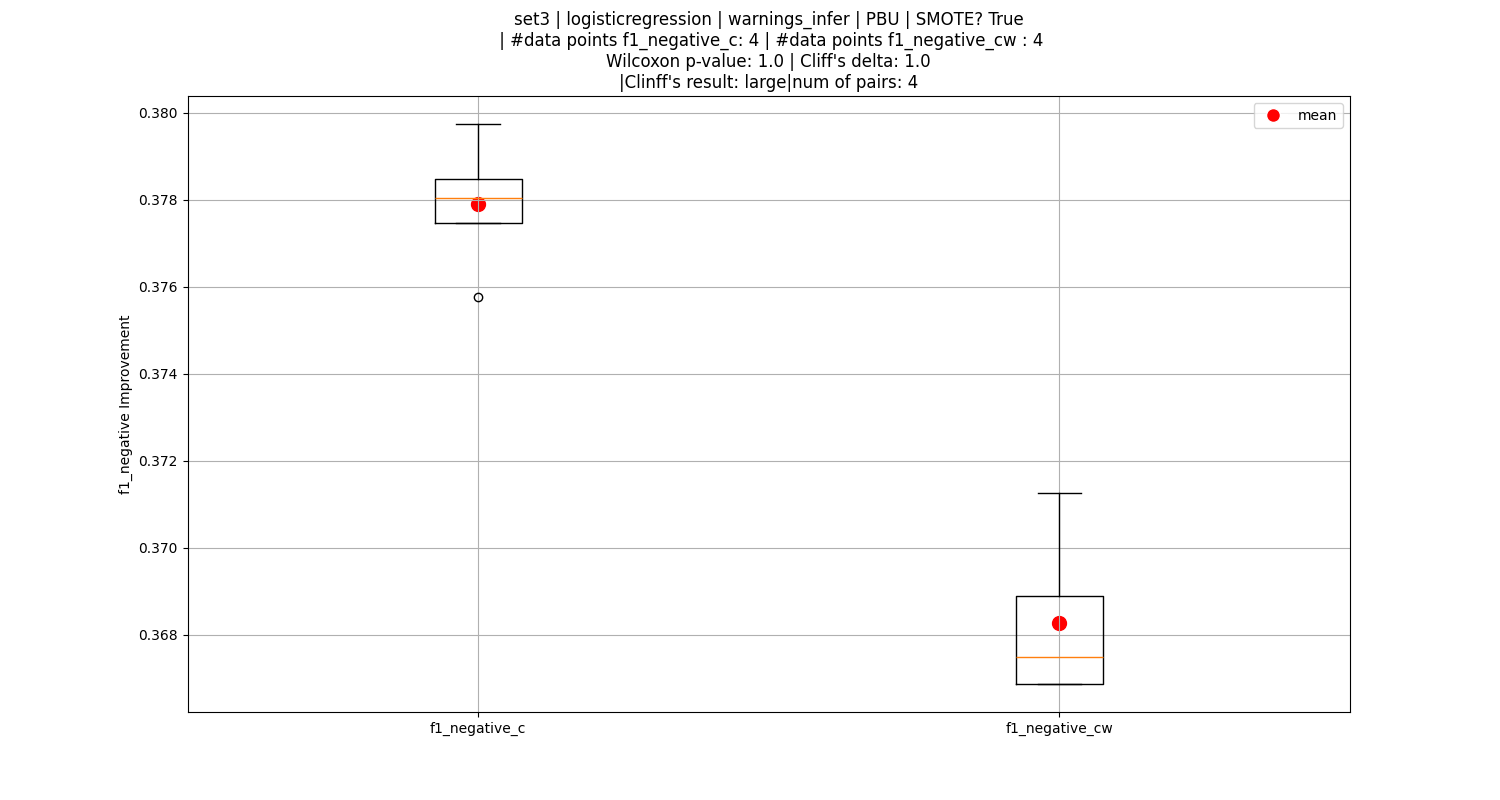 set3 | logisticregression | warnings_infer | PBU | SMOTE? True
| #data points f1_negative_c: 4 | #data points f1_negative_cw : 4
Wilcoxon p-value: 1.0 | Cliff's delta: 1.0
|Clinff's result: large|num of pairs: 4
mean
0.380
0.378
0.376
0.374
0.372
0.370
0.368
f1_negative Improvement
f1_negative_c
f1_negative_cw